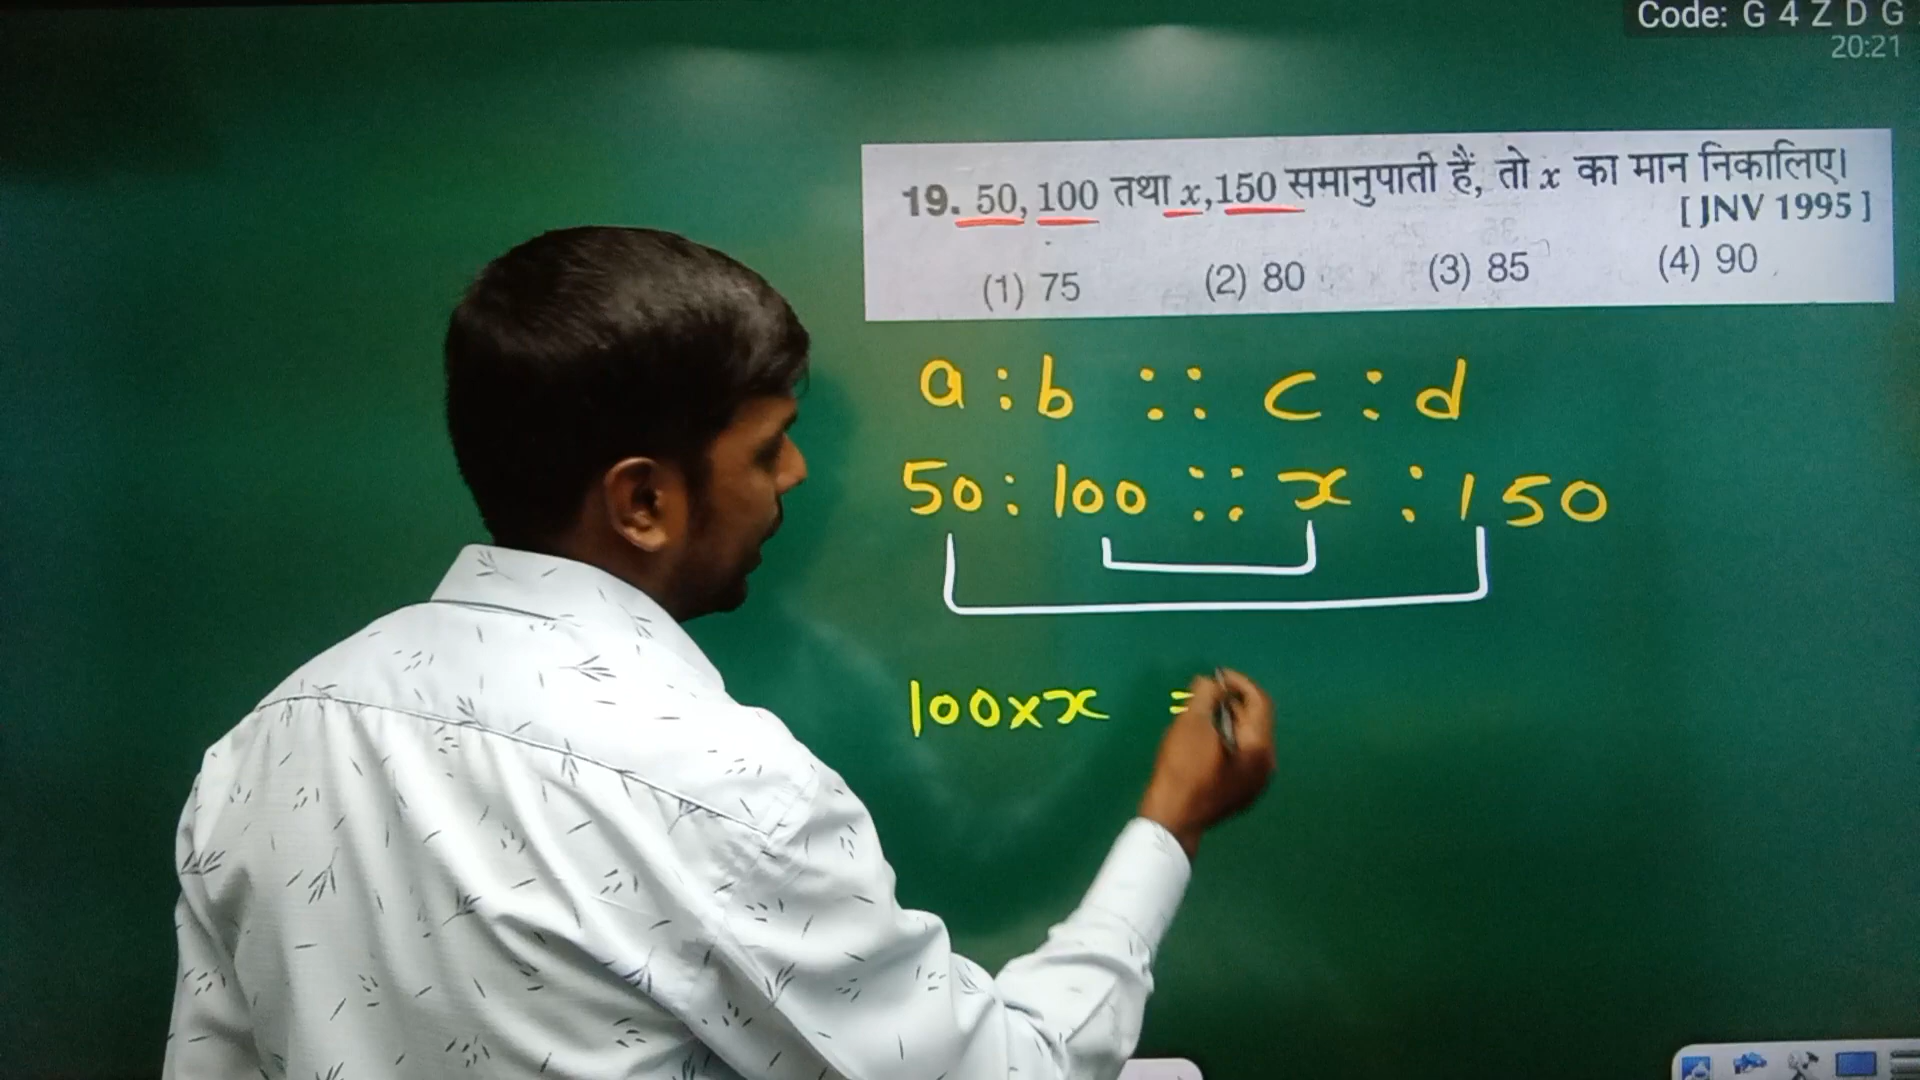 Code: G 4 Z D G
20:21
19. 50, 100 तथा x, 150 समानुपाती हैं, तो x का मान निकालिए।
[ JNV 1995 ]
(1) 75 (2) 80 (3) 85 (4) 90
a : b :: c : d
50 : 100 :: x : 150
100 × x =